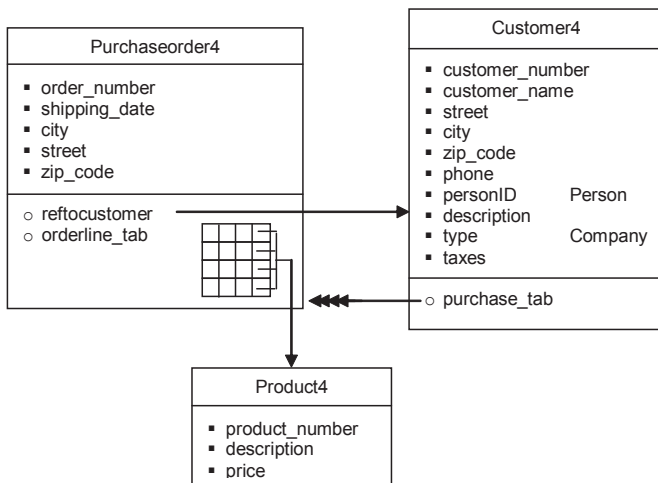 Purchaseorder4
order_number
shipping_date
city
street
zip_code
reftocustomer
orderline_tab
Customer4
customer_number
customer_name
street
city
zip_code
phone
personID Person
description
type Company
taxes
purchase_tab
Product4
product_number
description
price